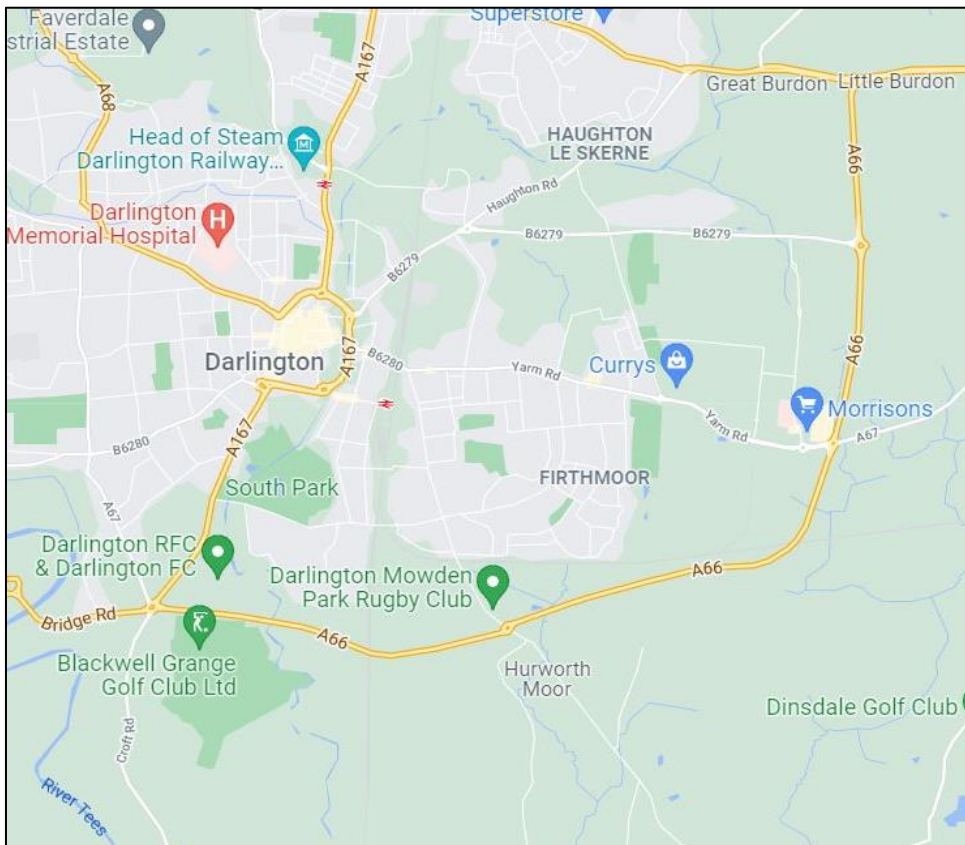 Faverdale
strial Estate
Superstore
A167
A68
Great Burdon
Little Burdon
Head of Steam
Darlington Railway...
HAUGHTON
LE SKERNE
A66
Haughton Rd
Darlington
Memorial Hospital
H
B6279
B6279
B6279
Darlington
A167
B6280
Yarm Rd
Currys
A66
Morrisons
Yarm Rd
A67
A167
B6280
South Park
FIRTHMOOR
A67
Darlington RFC
& Darlington FC
Darlington Mowden
Park Rugby Club
A66
Bridge Rd
A66
Blackwell Grange
Golf Club Ltd
Hurworth
Moor
Dinsdale Golf Club
Croft Rd
River Tees